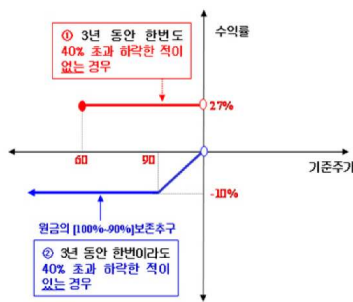 수익률
① 3년 동안 한번도
40% 초과 하락한 적이
없는 경우
27%
60
90
기준주가
-10%
원금의 [100%~90%]보존추구
② 3년 동안 한번이라도
40% 초과 하락한 적이
있는 경우